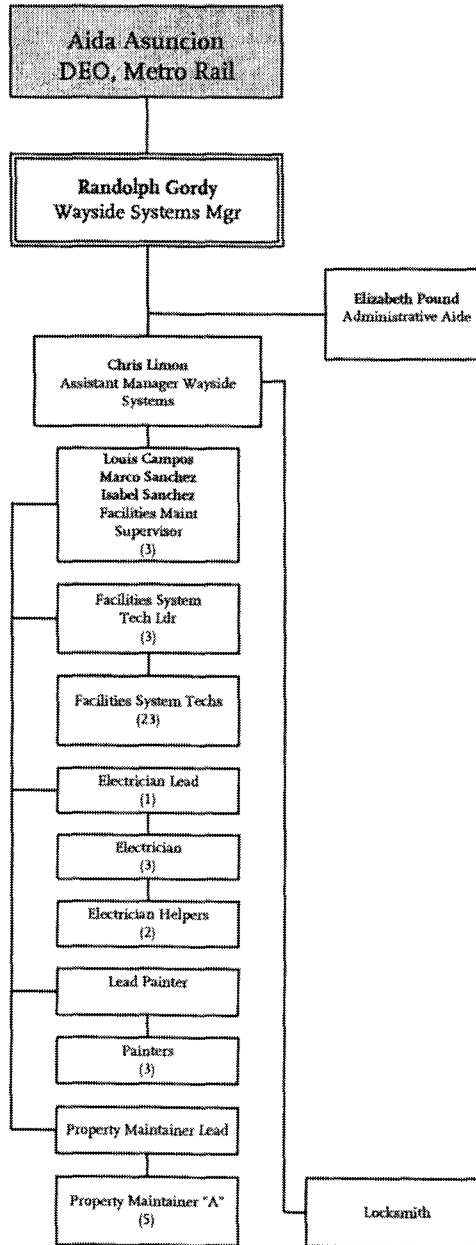 Aida Asuncion
DEO, Metro Rail
Randolph Gordy
Wayside Systems Mgr
Elizabeth Pound
Administrative Aide
Chris Limon
Assistant Manager Wayside
Systems
Louis Campos
Marco Sanchez
Isabel Sanchez
Facilities Maint
Supervisor
(3)
Facilities System
Tech Ldr
(3)
Facilities System Techs
(23)
Electrician Lead
(1)
Electrician
(3)
Electrician Helpers
(2)
Lead Painter
Painters
(3)
Property Maintainer Lead
Property Maintainer "A"
(5)
Locksmith